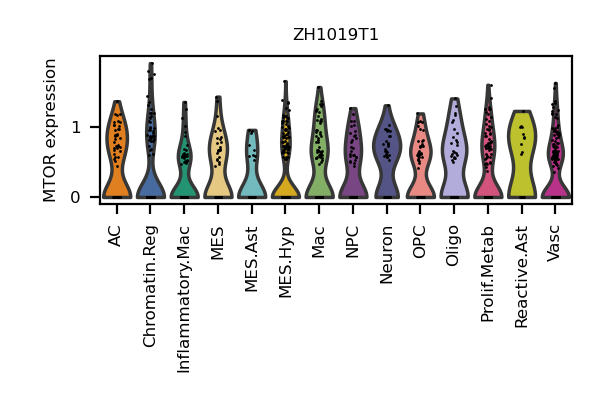 ZH1019T1
MTOR expression
1
0
AC
Chromatin.Reg
Inflammatory.Mac
MES
MES.Ast
MES.Hyp
Mac
NPC
Neuron
OPC
Oligo
Prolif.Metab
Reactive.Ast
Vasc